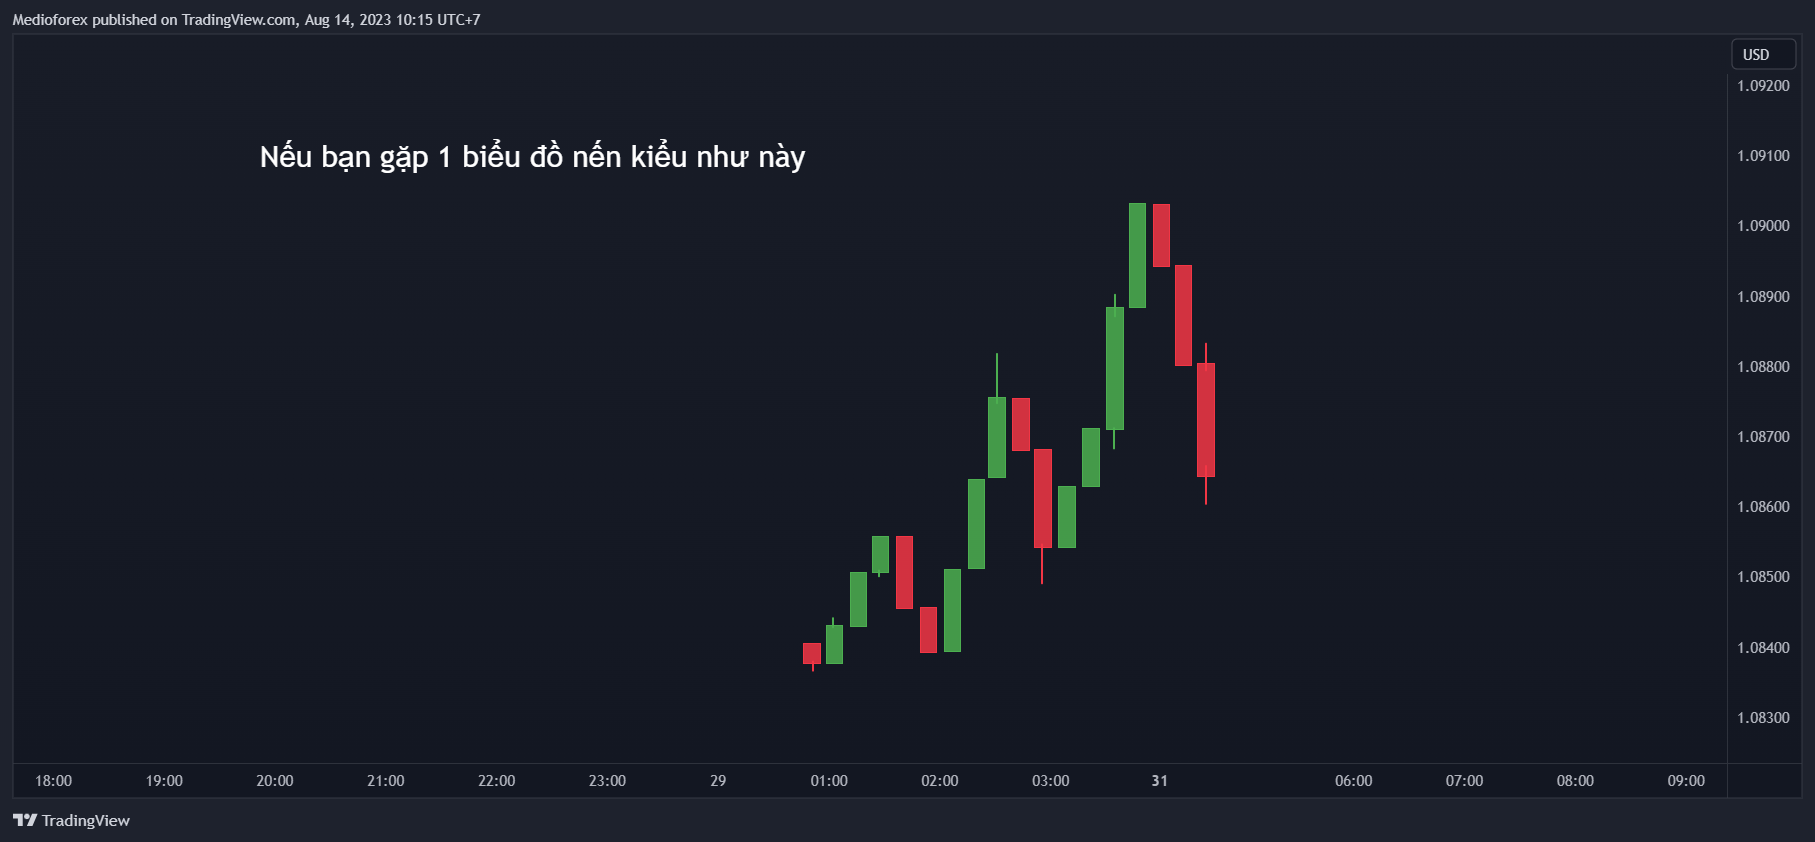 Medioforex published on TradingView.com, Aug 14, 2023 10:15 UTC+7
USD
1.09200
Nếu bạn gặp 1 biểu đồ nến kiểu như này
1.09100
1.09000
1.08900
1.08800
1.08700
1.08600
1.08500
1.08400
1.08300
18:00 19:00 20:00 21:00 22:00 23:00 29 01:00 02:00 03:00 31 06:00 07:00 08:00 09:00
TradingView